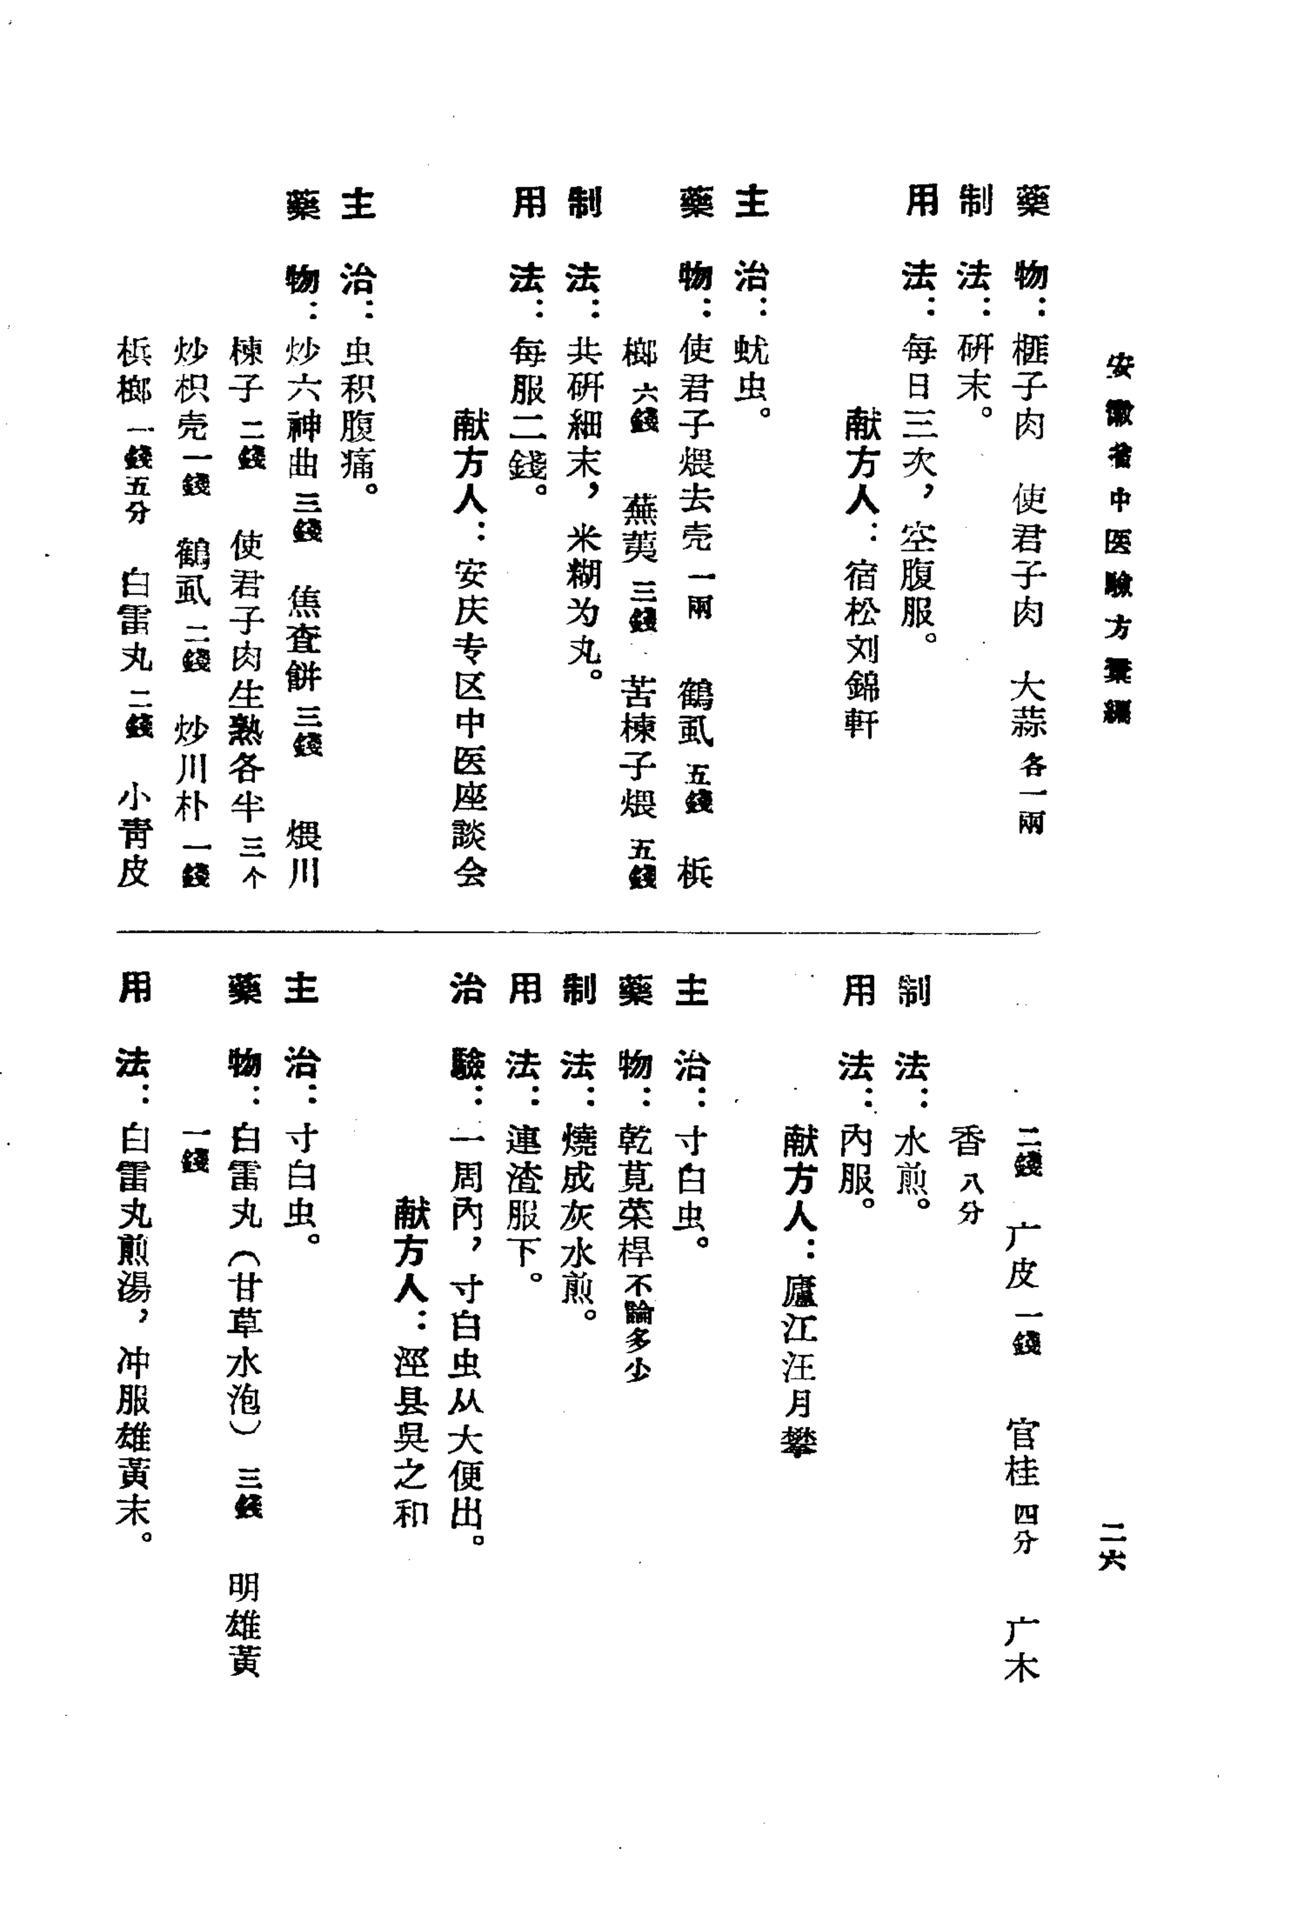 安徽省中医驗方彙編
二六
藥物：榧子肉　使君子肉　大蒜各一兩
制法：研末。
用法：每日三次，空腹服。
献方人：宿松刘錦軒
主治：蚘虫。
藥物：使君子煨去壳一兩　鶴虱五錢　梹
榔六錢　蕪荑三錢　苦楝子煨五錢
制法：共研細末，米糊为丸。
用法：每服二錢。
献方人：安庆专区中医座談会
主治：虫积腹痛。
藥物：炒六神曲三錢　焦査餅三錢　煨川
楝子二錢　使君子肉生熟各半三个
炒枳壳一錢　鶴虱二錢　炒川朴一錢
梹榔一錢五分　白雷丸二錢　小靑皮
二錢　广皮一錢　官桂四分　广木
香八分
制法：水煎。
用法：內服。
献方人：廬江汪月攀
主治：寸白虫。
藥物：乾莧菜桿不論多少
制法：燒成灰水煎。
用法：連渣服下。
治驗：一周內，寸白虫从大便出。
献方人：涇县吳之和
主治：寸白虫。
藥物：白雷丸（甘草水泡）三錢　明雄黃
一錢
用法：白雷丸煎湯，冲服雄黃末。